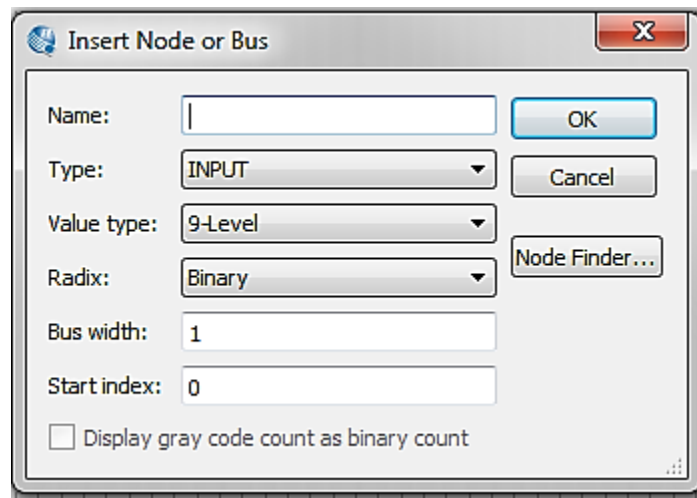 Insert Node or Bus
Name:
OK
Type:
INPUT
Cancel
Value type:
9-Level
Node Finder...
Radix:
Binary
Bus width:
1
Start index:
0
Display gray code count as binary count